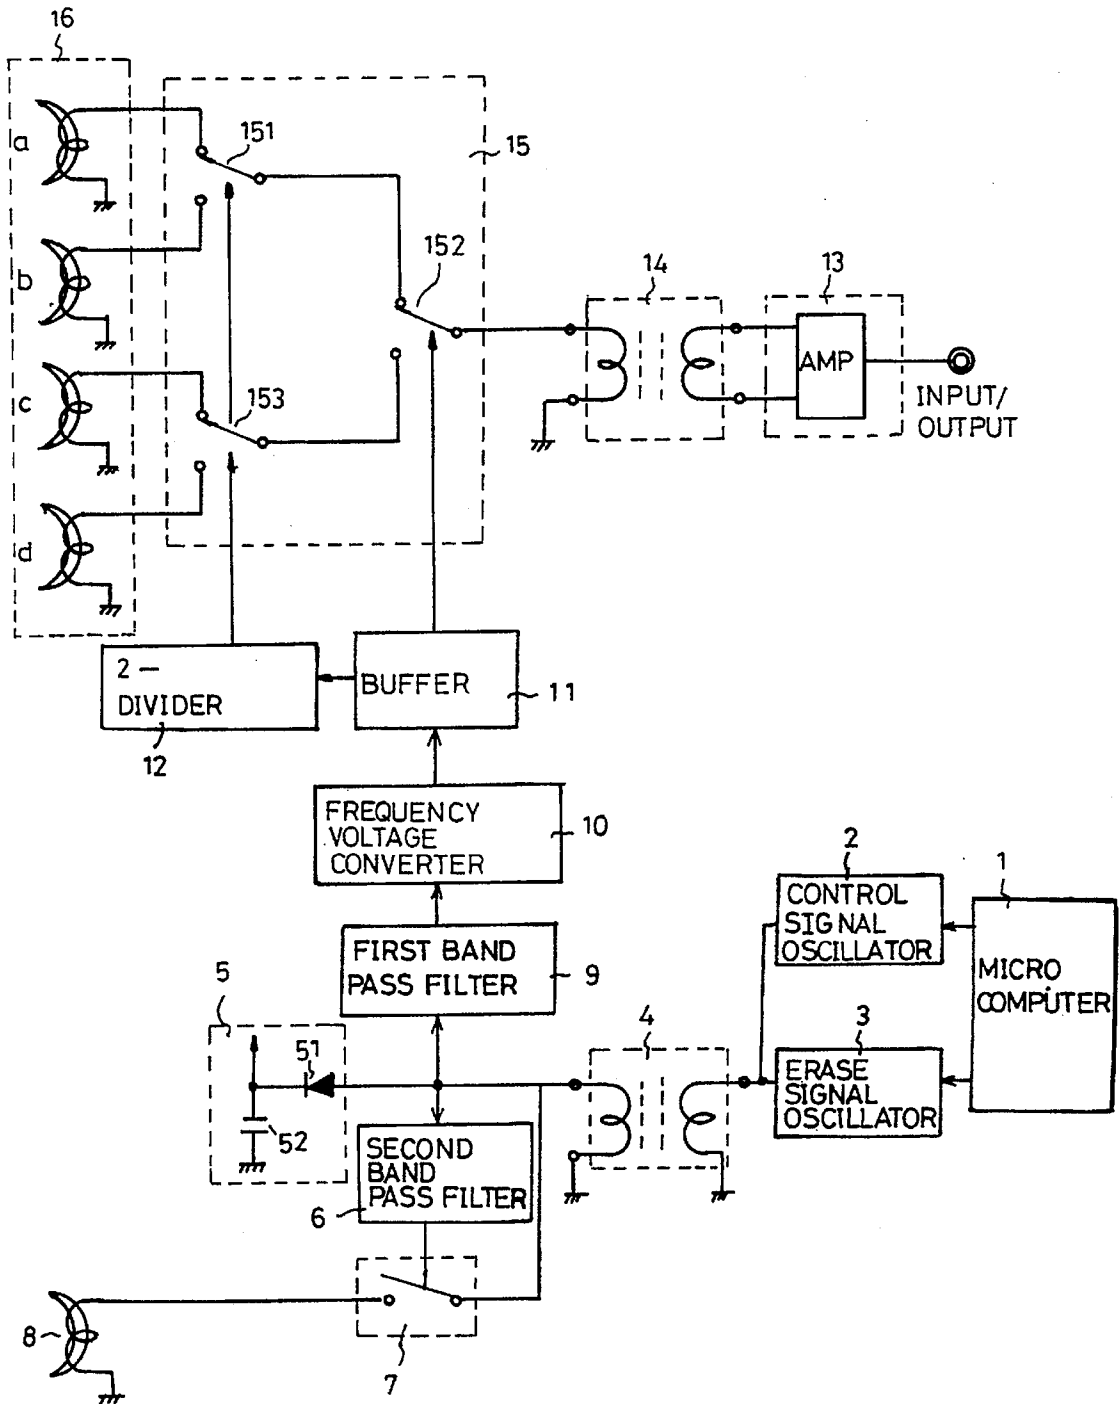 16
a
b
c
d
151
15
152
153
14
13
AMP
INPUT/
OUTPUT
2 —
DIVIDER
12
BUFFER
11
FREQUENCY
VOLTAGE
CONVERTER
10
FIRST BAND
PASS FILTER
9
5
51
52
SECOND
BAND
PASS FILTER
6
7
8
4
2
CONTROL
SIGNAL
OSCILLATOR
3
ERASE
SIGNAL
OSCILLATOR
1
MICRO
COMPUTER